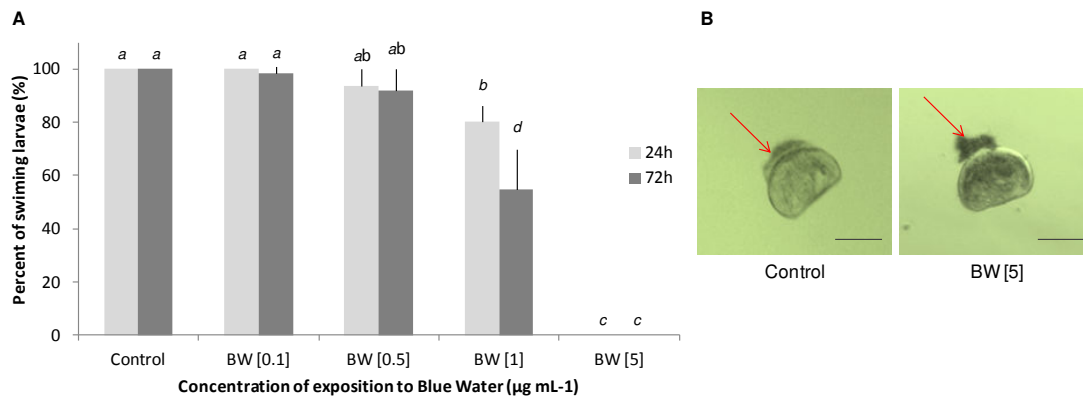 A
B
Percent of swiming larvae (%)
100
80
60
40
20
0
a a a a ab ab b d c c
24h
72h
Control BW [0.1] BW [0.5] BW [1] BW [5]
Concentration of exposition to Blue Water (µg mL-1)
Control BW [5]